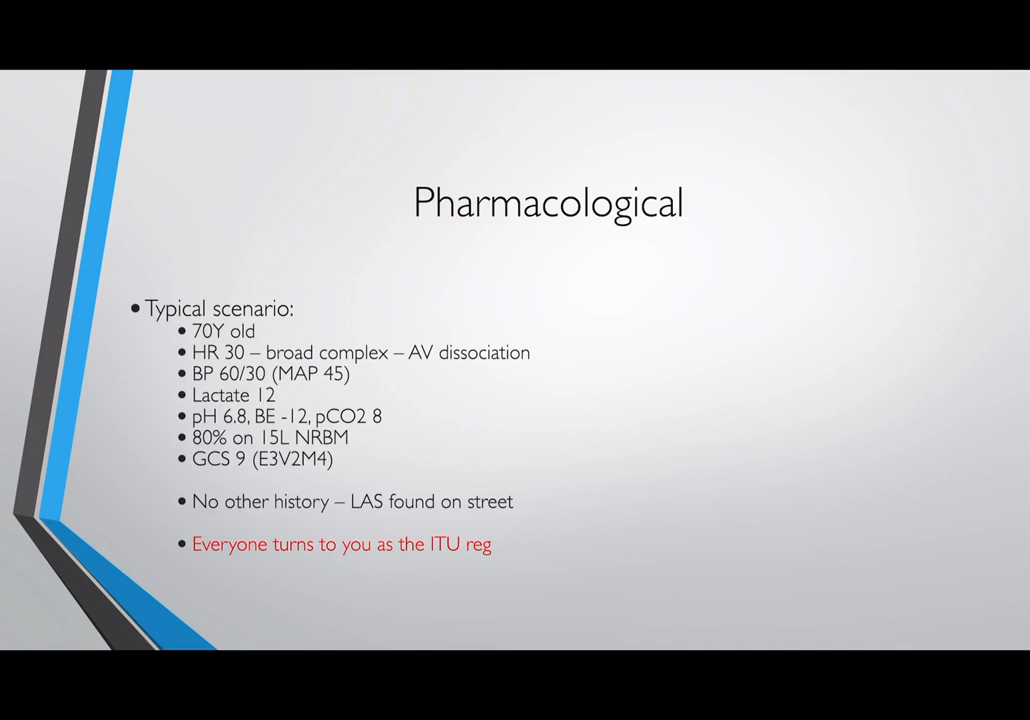 Pharmacological
• Typical scenario:
• 70Y old
• HR 30 – broad complex – AV dissociation
• BP 60/30 (MAP 45)
• Lactate 12
• pH 6.8, BE -12, pCO2 8
• 80% on 15L NRBM
• GCS 9 (E3V2M4)
• No other history – LAS found on street
• Everyone turns to you as the ITU reg